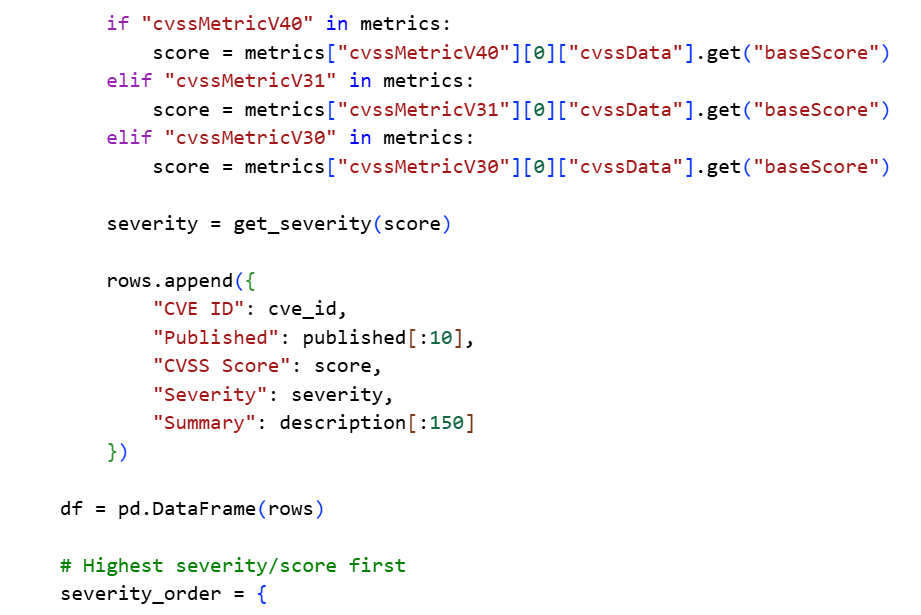 if "cvssMetricV40" in metrics:
            score = metrics["cvssMetricV40"][0]["cvssData"].get("baseScore")
        elif "cvssMetricV31" in metrics:
            score = metrics["cvssMetricV31"][0]["cvssData"].get("baseScore")
        elif "cvssMetricV30" in metrics:
            score = metrics["cvssMetricV30"][0]["cvssData"].get("baseScore")

        severity = get_severity(score)

        rows.append({
            "CVE ID": cve_id,
            "Published": published[:10],
            "CVSS Score": score,
            "Severity": severity,
            "Summary": description[:150]
        })

    df = pd.DataFrame(rows)

    # Highest severity/score first
    severity_order = {